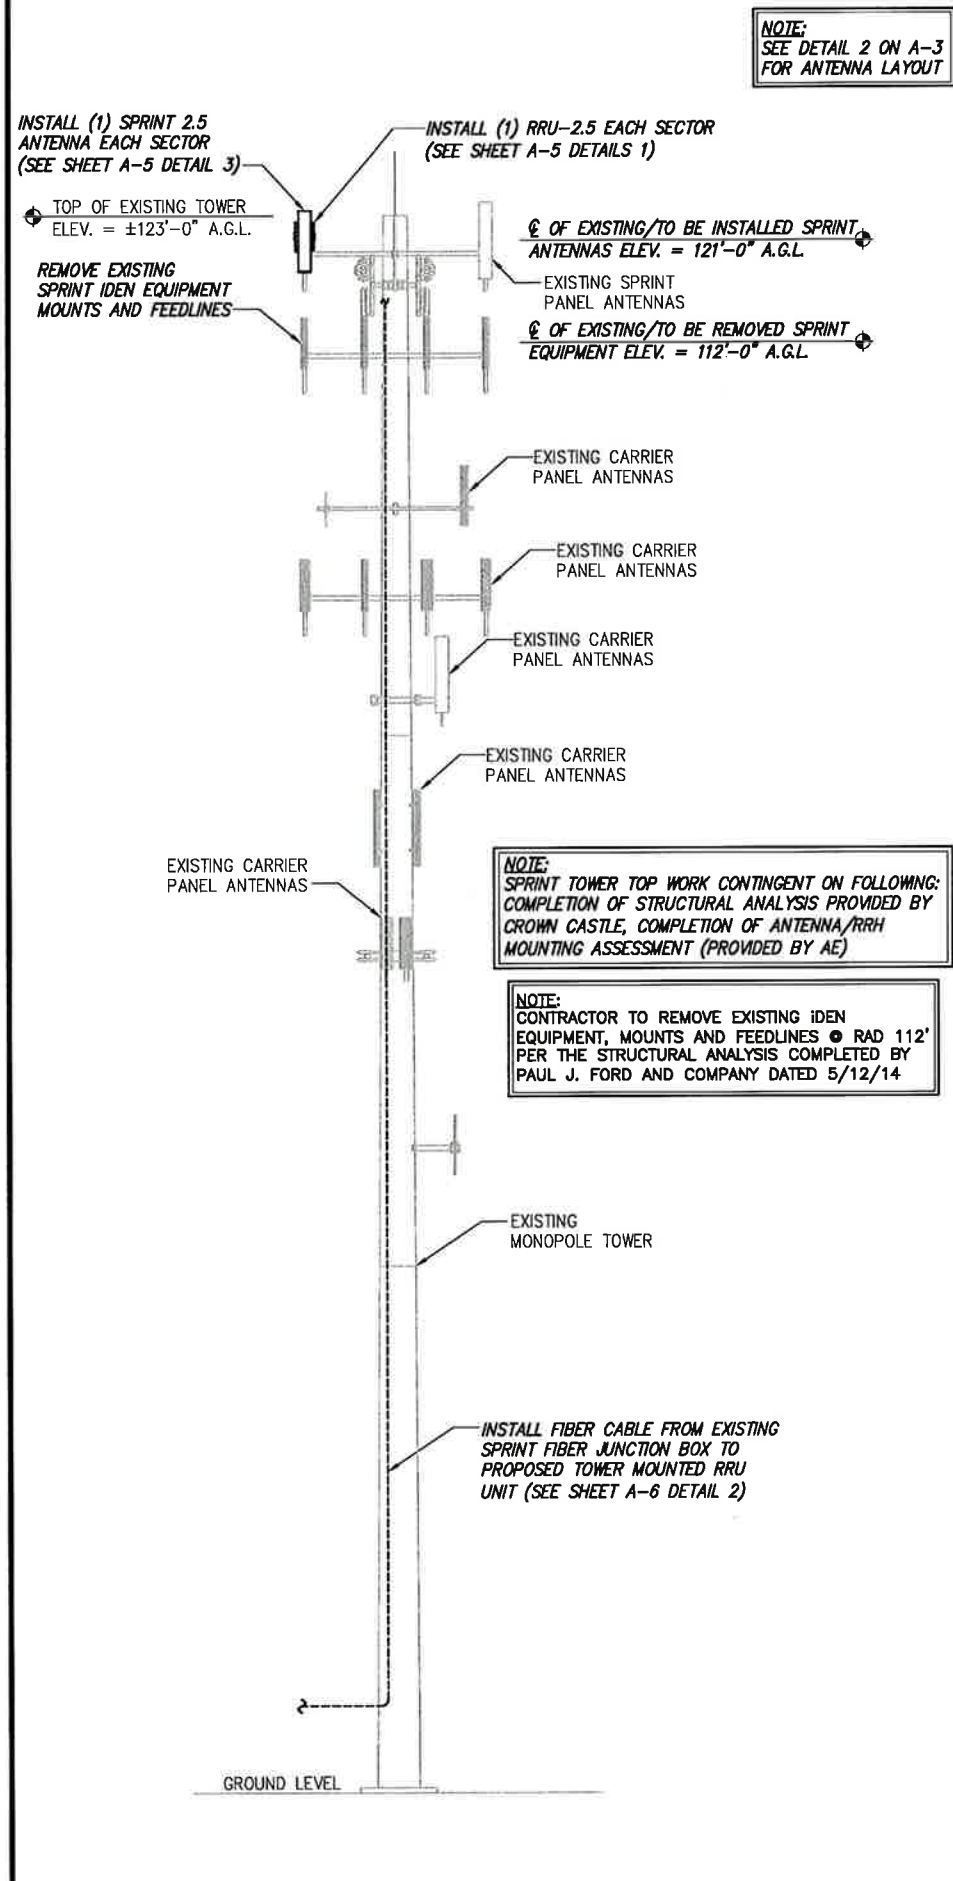 NOTE:
SEE DETAIL 2 ON A-3
FOR ANTENNA LAYOUT
INSTALL (1) SPRINT 2.5
ANTENNA EACH SECTOR
(SEE SHEET A-5 DETAIL 3)
INSTALL (1) RRU-2.5 EACH SECTOR
(SEE SHEET A-5 DETAILS 1)
TOP OF EXISTING TOWER
ELEV. = ±123'-0" A.G.L.
℄ OF EXISTING/TO BE INSTALLED SPRINT
ANTENNAS ELEV. = 121'-0" A.G.L.
REMOVE EXISTING
SPRINT IDEN EQUIPMENT
MOUNTS AND FEEDLINES
EXISTING SPRINT
PANEL ANTENNAS
℄ OF EXISTING/TO BE REMOVED SPRINT
EQUIPMENT ELEV. = 112'-0" A.G.L.
EXISTING CARRIER
PANEL ANTENNAS
EXISTING CARRIER
PANEL ANTENNAS
EXISTING CARRIER
PANEL ANTENNAS
EXISTING CARRIER
PANEL ANTENNAS
EXISTING CARRIER
PANEL ANTENNAS
NOTE:
SPRINT TOWER TOP WORK CONTINGENT ON FOLLOWING:
COMPLETION OF STRUCTURAL ANALYSIS PROVIDED BY
CROWN CASTLE, COMPLETION OF ANTENNA/RRH
MOUNTING ASSESSMENT (PROVIDED BY AE)
NOTE:
CONTRACTOR TO REMOVE EXISTING iDEN
EQUIPMENT, MOUNTS AND FEEDLINES @ RAD 112'
PER THE STRUCTURAL ANALYSIS COMPLETED BY
PAUL J. FORD AND COMPANY DATED 5/12/14
EXISTING
MONOPOLE TOWER
INSTALL FIBER CABLE FROM EXISTING
SPRINT FIBER JUNCTION BOX TO
PROPOSED TOWER MOUNTED RRU
UNIT (SEE SHEET A-6 DETAIL 2)
GROUND LEVEL